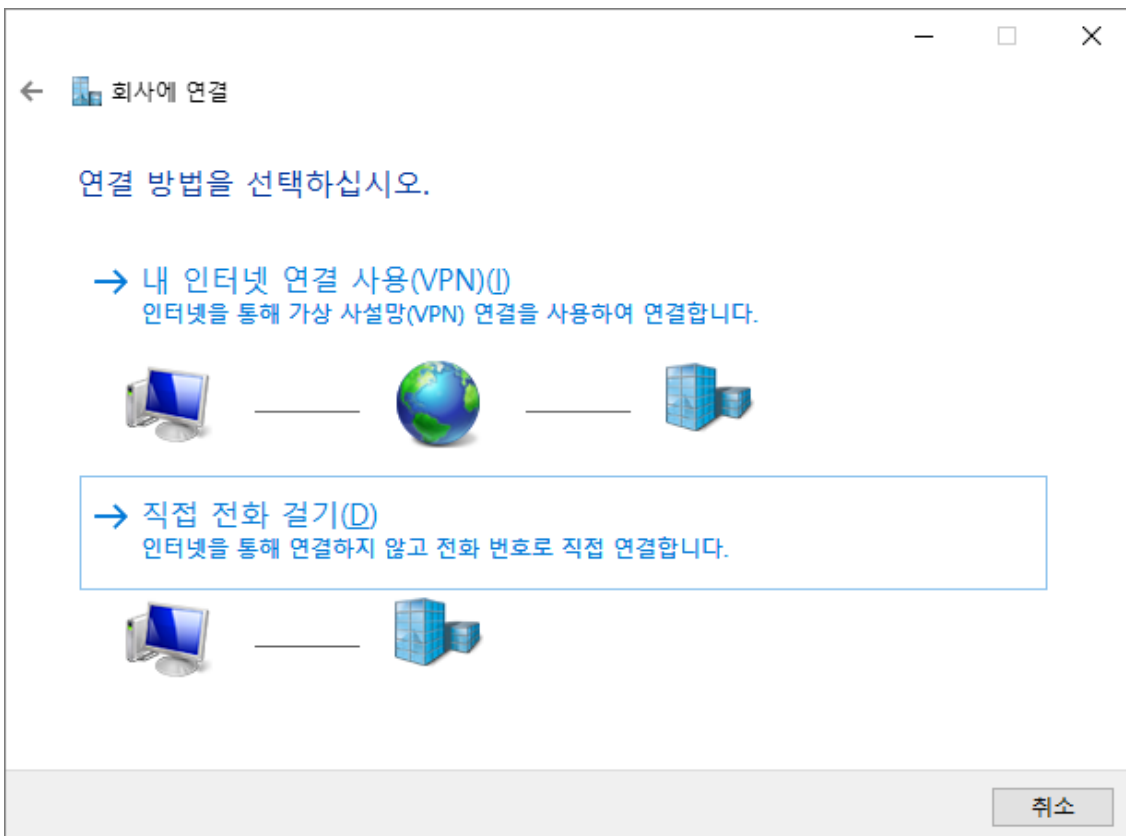 회사에 연결
연결 방법을 선택하십시오.
내 인터넷 연결 사용(VPN)(I)
인터넷을 통해 가상 사설망(VPN) 연결을 사용하여 연결합니다.
직접 전화 걸기(D)
인터넷을 통해 연결하지 않고 전화 번호로 직접 연결합니다.
취소